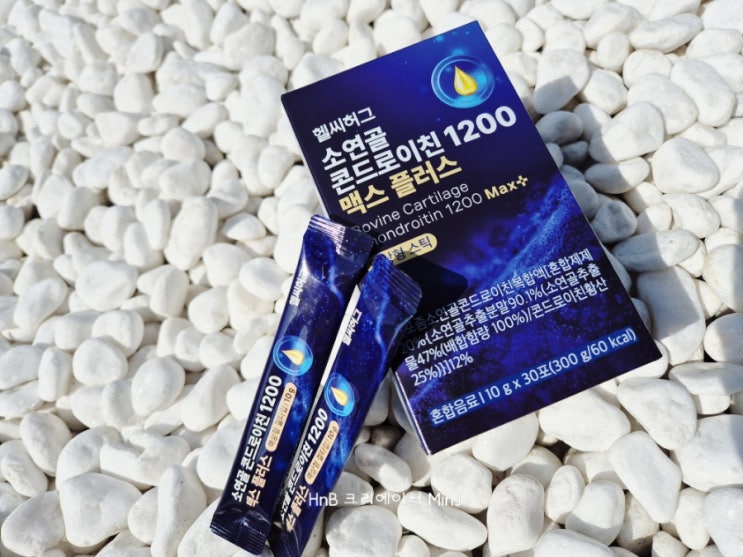 헬씨허그
소연골
콘드로이친 1200
맥스 플러스
Bovine Cartilage
Chondroitin 1200 Max
스틱
소연골콘드로이친복합액[혼합제제
(소연골추출분말90.1%(소연골추출
물47%(배합함량 100%)/콘드로이친황산
25%)}]12%
혼합음료 | 10 g x 30포(300 g/60 kcal)
헬씨허그
소연골 콘드로이친 1200
맥스 플러스
10g
소연골 콘드로이친 1200
맥스 플러스
HnB 크리에이터 MinJ